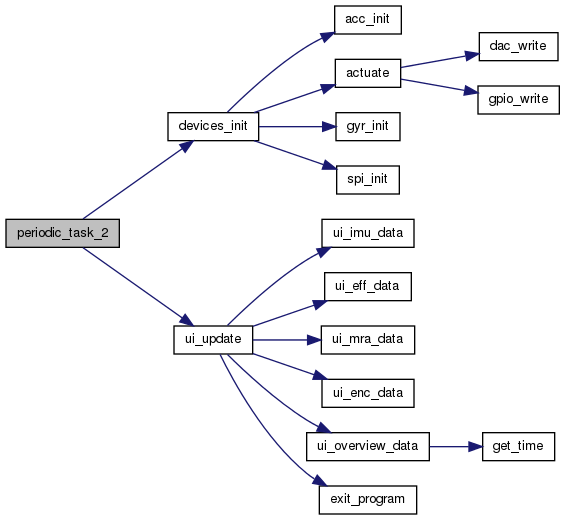 acc_init
dac_write
actuate
gpio_write
devices_init
gyr_init
spi_init
periodic_task_2
ui_imu_data
ui_eff_data
ui_update
ui_mra_data
ui_enc_data
ui_overview_data
get_time
exit_program